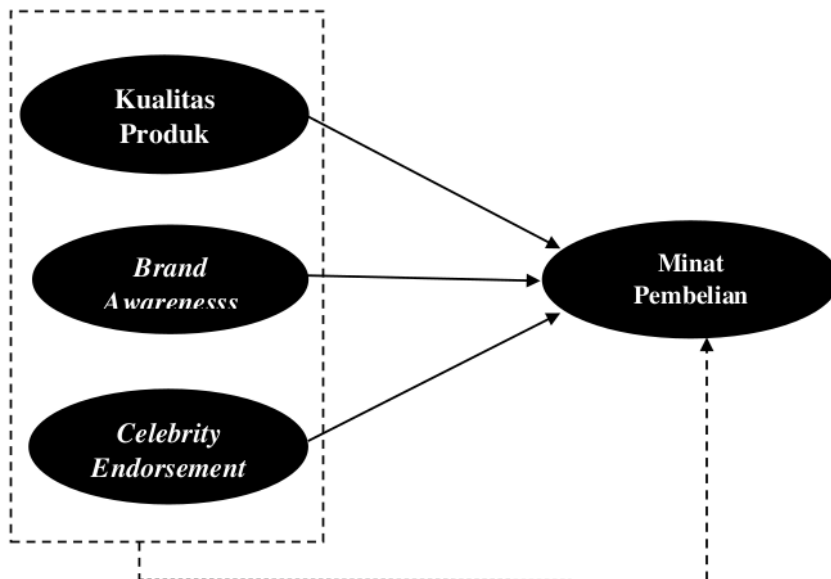 Kualitas
Produk
Brand
Awarenesss
Celebrity
Endorsement
Minat
Pembelian